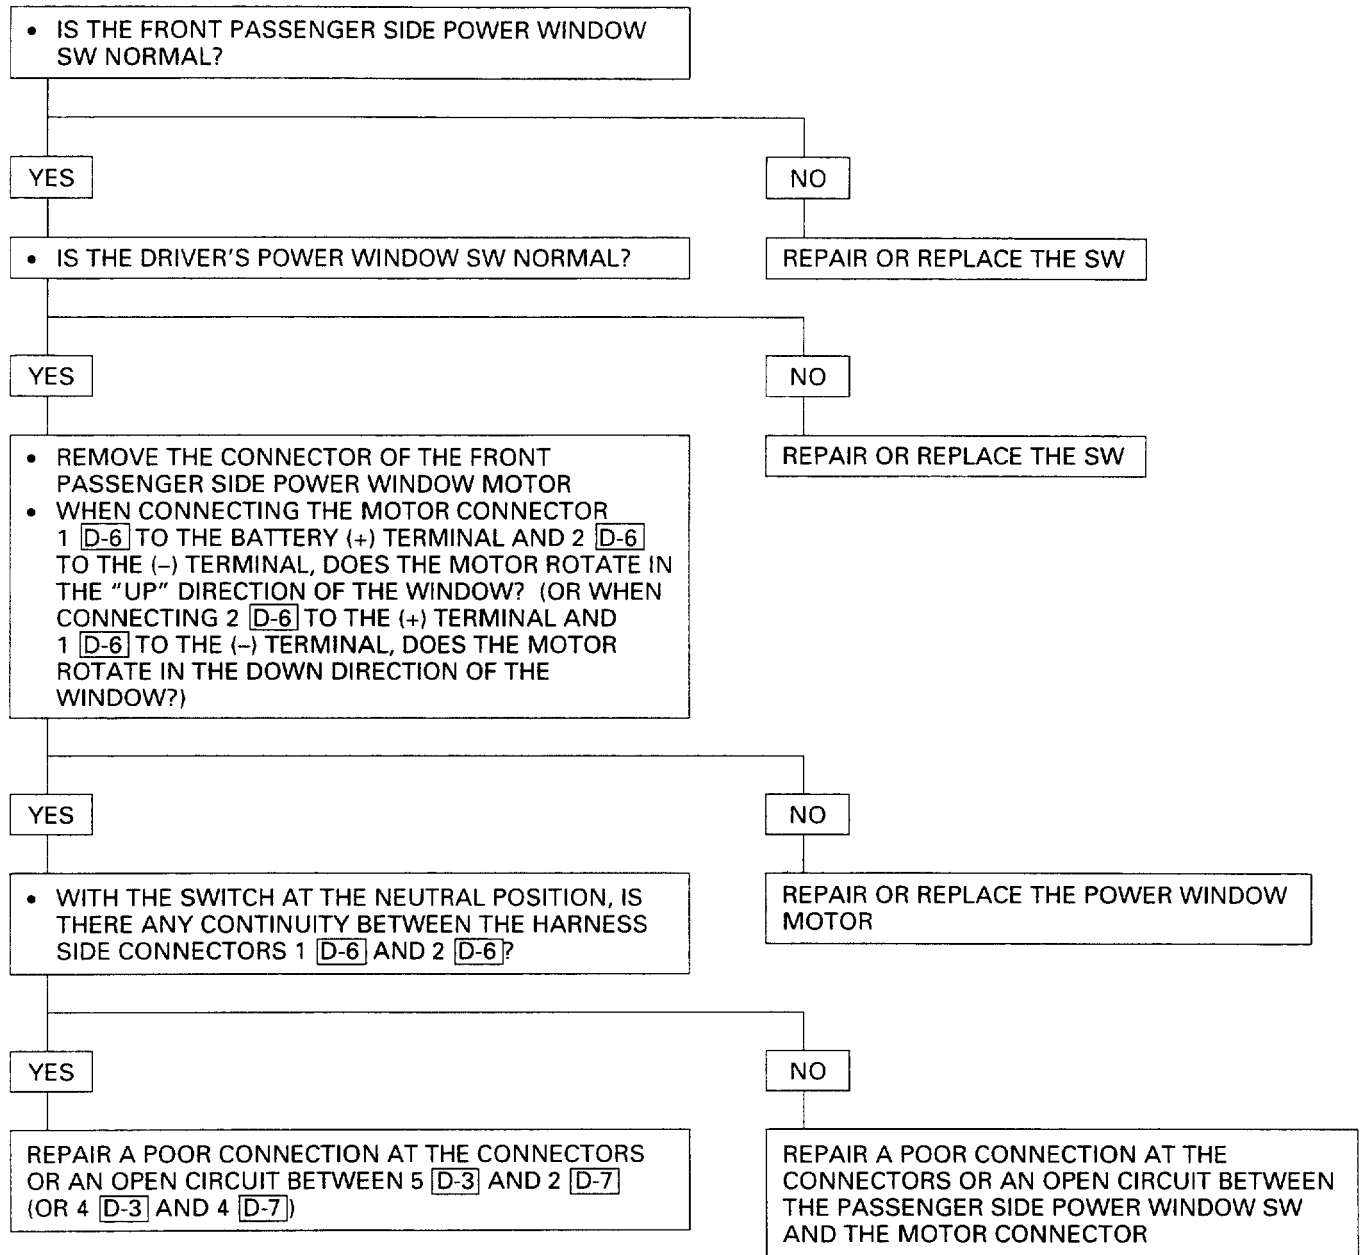 • IS THE FRONT PASSENGER SIDE POWER WINDOW
SW NORMAL?
YES
NO
• IS THE DRIVER'S POWER WINDOW SW NORMAL?
REPAIR OR REPLACE THE SW
YES
NO
• REMOVE THE CONNECTOR OF THE FRONT
PASSENGER SIDE POWER WINDOW MOTOR
• WHEN CONNECTING THE MOTOR CONNECTOR
1 D-6 TO THE BATTERY (+) TERMINAL AND 2 D-6
TO THE (–) TERMINAL, DOES THE MOTOR ROTATE IN
THE "UP" DIRECTION OF THE WINDOW? (OR WHEN
CONNECTING 2 D-6 TO THE (+) TERMINAL AND
1 D-6 TO THE (–) TERMINAL, DOES THE MOTOR
ROTATE IN THE DOWN DIRECTION OF THE
WINDOW?)
REPAIR OR REPLACE THE SW
YES
NO
• WITH THE SWITCH AT THE NEUTRAL POSITION, IS
THERE ANY CONTINUITY BETWEEN THE HARNESS
SIDE CONNECTORS 1 D-6 AND 2 D-6?
REPAIR OR REPLACE THE POWER WINDOW
MOTOR
YES
NO
REPAIR A POOR CONNECTION AT THE CONNECTORS
OR AN OPEN CIRCUIT BETWEEN 5 D-3 AND 2 D-7
(OR 4 D-3 AND 4 D-7)
REPAIR A POOR CONNECTION AT THE
CONNECTORS OR AN OPEN CIRCUIT BETWEEN
THE PASSENGER SIDE POWER WINDOW SW
AND THE MOTOR CONNECTOR